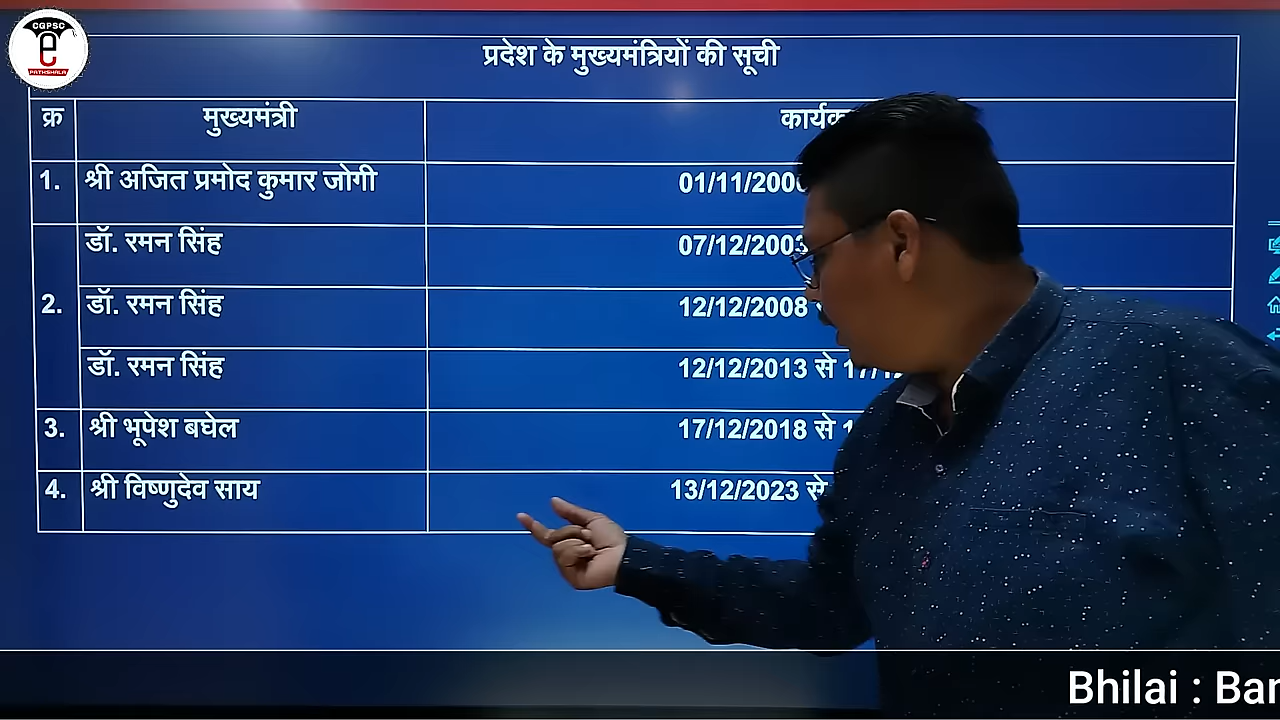 CGPSC
e
PATHSHALA
प्रदेश के मुख्यमंत्रियों की सूची
क्र मुख्यमंत्री
1. श्री अजित प्रमोद कुमार जोगी
डॉ. रमन सिंह
2. डॉ. रमन सिंह 12/12/2008
डॉ. रमन सिंह 12/12/2013 से
3. श्री भूपेश बघेल 17/12/2018 से
4. श्री विष्णुदेव साय 13/12/2023 से
Bhilai :